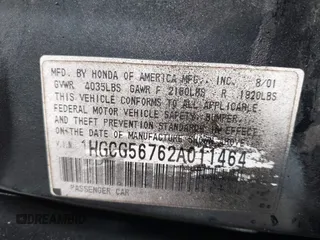 MFD. BY HONDA OF AMERICA MFG., INC. 8/01
GVWR 4035LBS GAWR F 2160LBS R 1920LBS
THIS VEHICLE CONFORMS TO ALL APPLICABLE
FEDERAL MOTOR VEHICLE SAFETY, BUMPER,
AND THEFT PREVENTION STANDARDS IN EFFECT
ON THE DATE OF MANUFACTURE SHOWN ABOVE.
V.I.N. 1HGCG56762A011464
PASSENGER CAR